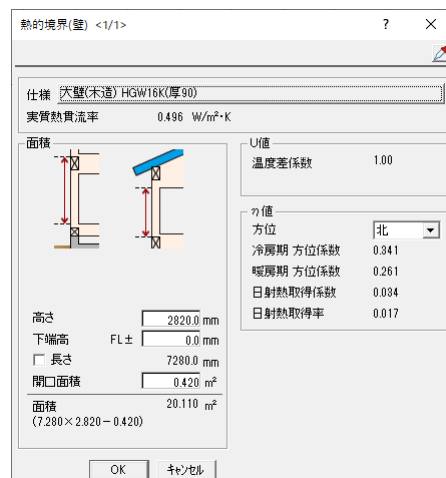 熱的境界(壁) <1/1>
仕様 大壁(木造) HGW16K(厚90)
実質熱貫流率 0.496 W/m²・K
面積
高さ 2820.0 mm
下端高 FL± 0.0 mm
長さ 7280.0 mm
開口面積 0.420 m²
面積 20.110 m²
(7.280×2.820－0.420)
U値
温度差係数 1.00
η値
方位 北
冷房期 方位係数 0.341
暖房期 方位係数 0.261
日射熱取得係数 0.034
日射熱取得率 0.017
OK キャンセル